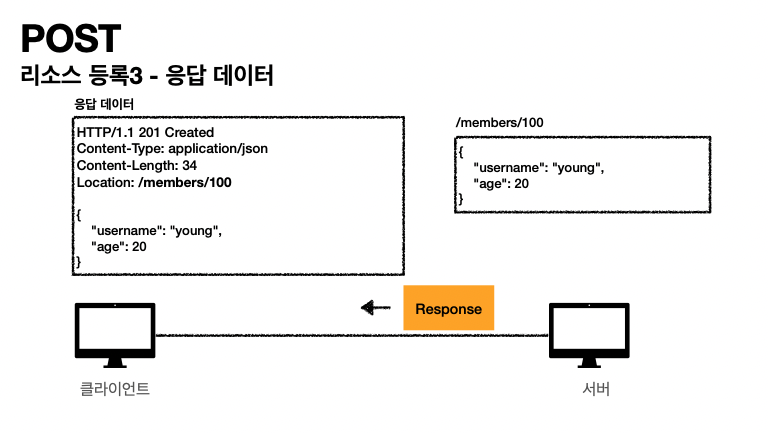 POST
리소스 등록3 - 응답 데이터
응답 데이터
HTTP/1.1 201 Created
Content-Type: application/json
Content-Length: 34
Location: /members/100
{
"username": "young",
"age": 20
}
/members/100
{
"username": "young",
"age": 20
}
Response
클라이언트
서버